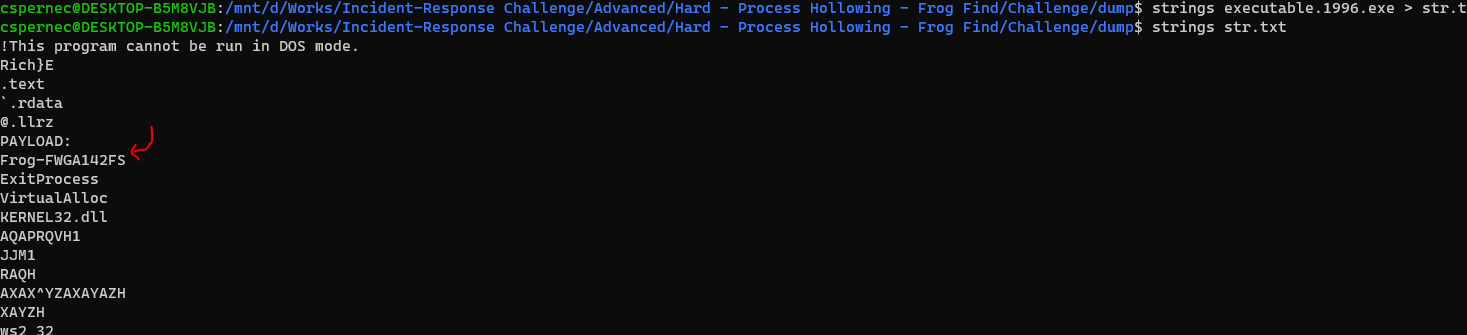 cspernec@DESKTOP-B5M8VJB:/mnt/d/Works/Incident-Response Challenge/Advanced/Hard - Process Hollowing - Frog Find/Challenge/dump$ strings executable.1996.exe > str.t
cspernec@DESKTOP-B5M8VJB:/mnt/d/Works/Incident-Response Challenge/Advanced/Hard - Process Hollowing - Frog Find/Challenge/dump$ strings str.txt
!This program cannot be run in DOS mode.
Rich}E
.text
`.rdata
@.llrz
PAYLOAD:
Frog-FWGA142FS
ExitProcess
VirtualAlloc
KERNEL32.dll
AQAPRQVH1
JJM1
RAQH
AXAX^YZAXAYAZH
XAYZH
ws2_32